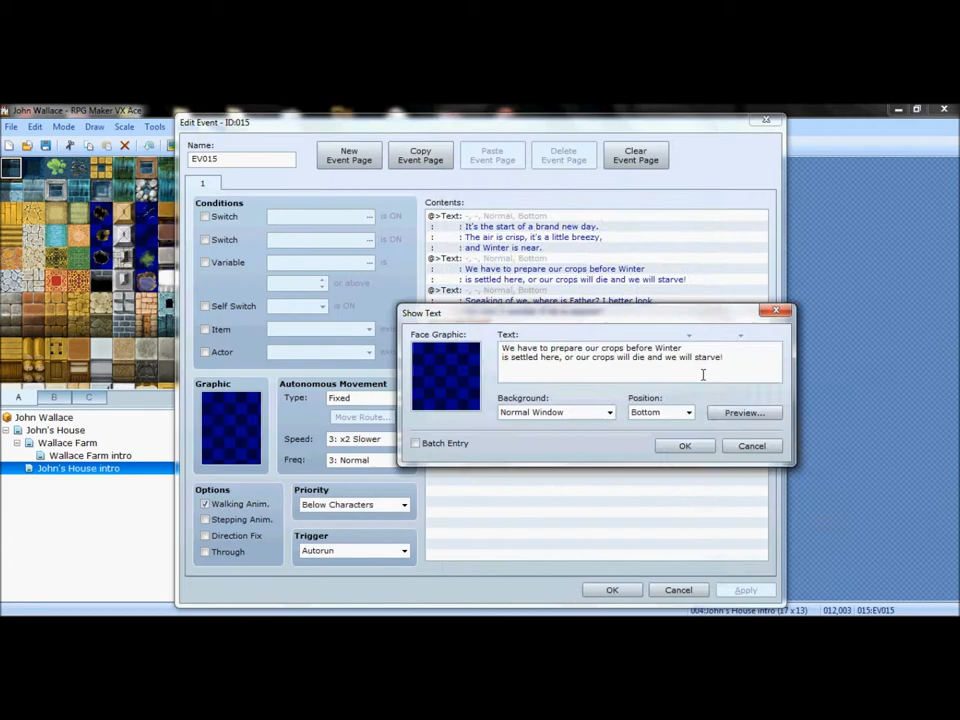 John Wallace - RPG Maker VX Ace
File Edit Mode Draw Scale Tools
Edit Event - ID:015
Name:
EV015
New Event Page
Copy Event Page
Paste Event Page
Delete Event Page
Clear Event Page
1
Conditions
Switch ... is ON
Switch ... is ON
Variable ... is
or above
Self Switch is ON
Item
Actor
Graphic
Autonomous Movement
Type: Fixed
Move Route...
Speed: 3: x2 Slower
Freq: 3: Normal
Options
Walking Anim.
Stepping Anim.
Direction Fix
Through
Priority
Below Characters
Trigger
Autorun
Contents:
@>Text: -, -, Normal, Bottom
: : It's the start of a brand new day.
: : The air is crisp, it's a little breezy,
: : and Winter is near.
@>Text: -, -, Normal, Bottom
: : We have to prepare our crops before Winter
: : is settled here, or our crops will die and we will starve!
@>Text: -, -, Normal, Bottom
: : Speaking of we, where is Father? I better look
Show Text
Face Graphic:
Text:
We have to prepare our crops before Winter
is settled here, or our crops will die and we will starve!
Background:
Normal Window
Position:
Bottom
Preview...
Batch Entry
OK
Cancel
A B C
John Wallace
John's House
Wallace Farm
Wallace Farm intro
John's House intro
OK
Cancel
Apply
004:John's House intro (17 x 13)
012,003
015:EV015